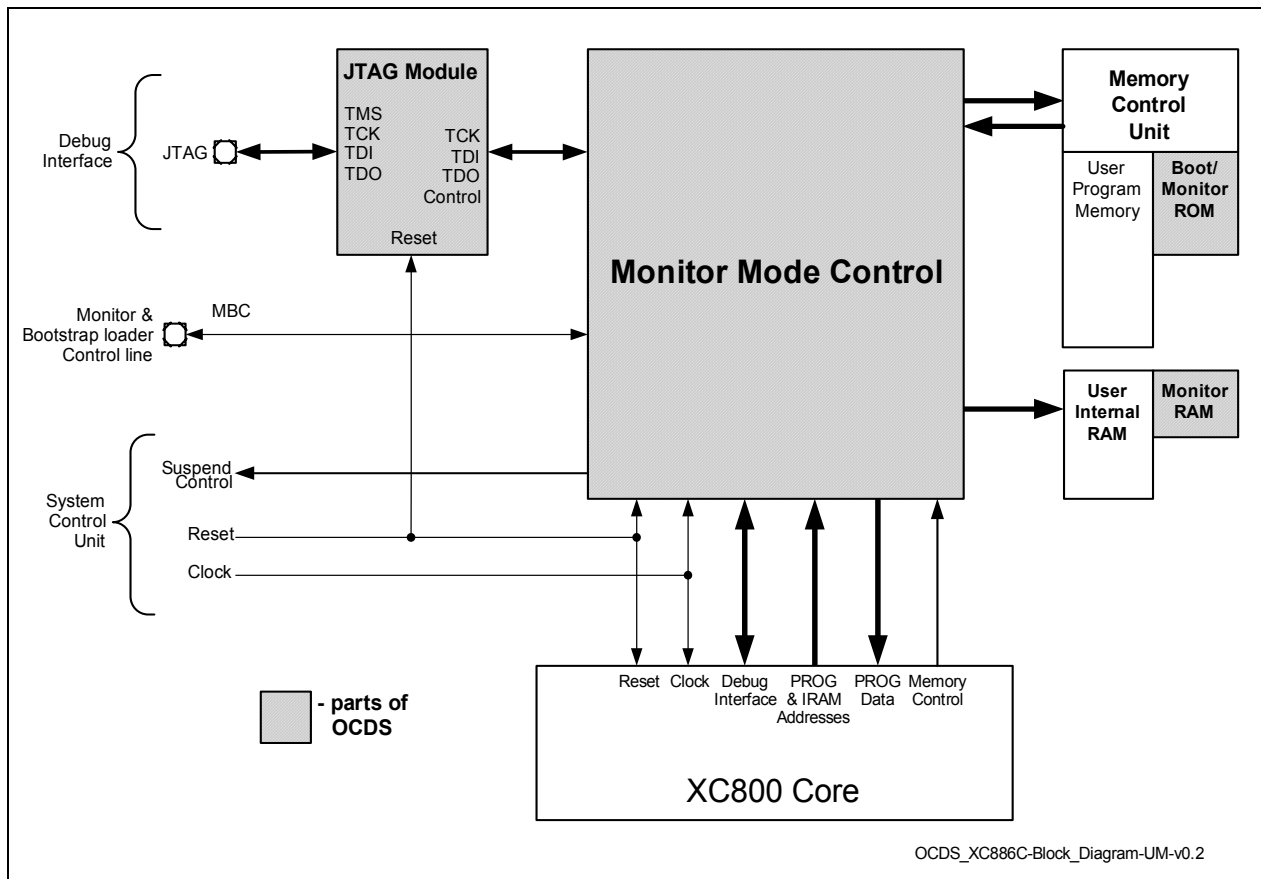 JTAG Module
TMS
TCK
TDI
TDO
TCK
TDI
TDO
Control
Reset
Debug
Interface
JTAG
Monitor &
Bootstrap loader
Control line
MBC
Monitor Mode Control
Memory
Control
Unit
User
Program
Memory
Boot/
Monitor
ROM
User
Internal
RAM
Monitor
RAM
System
Control
Unit
Suspend
Control
Reset
Clock
Reset
Clock
Debug
Interface
PROG
& IRAM
Addresses
PROG
Data
Memory
Control
XC800 Core
- parts of
OCDS
OCDS_XC886C-Block_Diagram-UM-v0.2